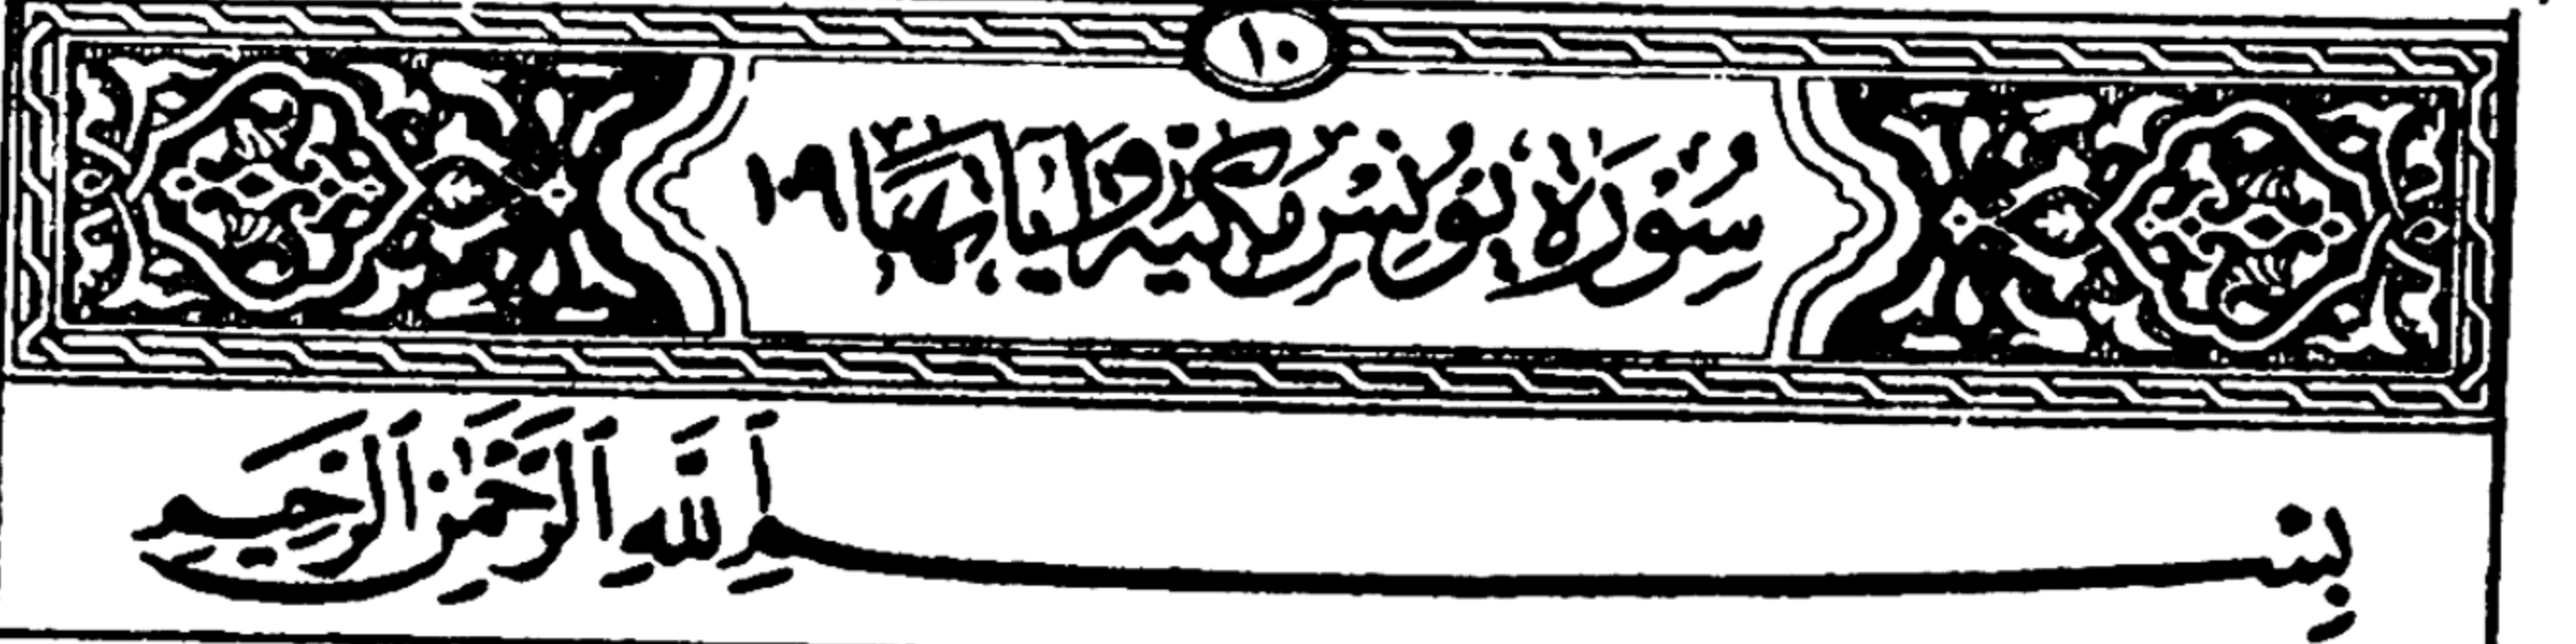 ١٠
سُورَةُ يُونُسَ مَكِّيَّةٌ وَآيَاتُهَا ١٠٩
بِسْمِ ٱللَّهِ ٱلرَّحْمَٰنِ ٱلرَّحِيمِ